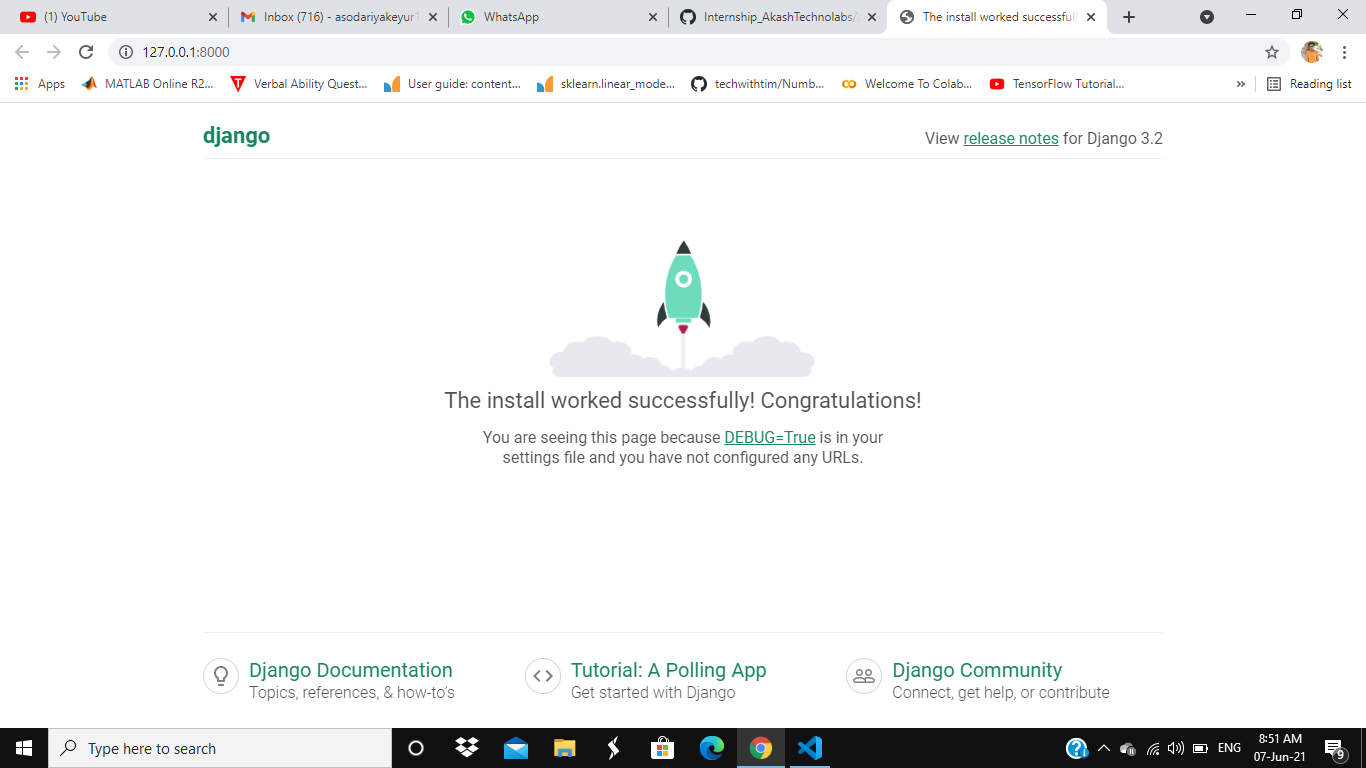 (1) YouTube
Inbox (716) - asodariyakeyur1
WhatsApp
Internship_AkashTechnolabs/
The install worked successfull
127.0.0.1:8000
Apps
MATLAB Online R2...
Verbal Ability Quest...
User guide: content...
sklearn.linear_mode...
techwithtim/Numb...
Welcome To Colab...
TensorFlow Tutorial...
»
Reading list
django
View release notes for Django 3.2
The install worked successfully! Congratulations!
You are seeing this page because DEBUG=True is in your
settings file and you have not configured any URLs.
Django Documentation
Topics, references, & how-to's
Tutorial: A Polling App
Get started with Django
Django Community
Connect, get help, or contribute
Type here to search
ENG
8:51 AM
07-Jun-21
9